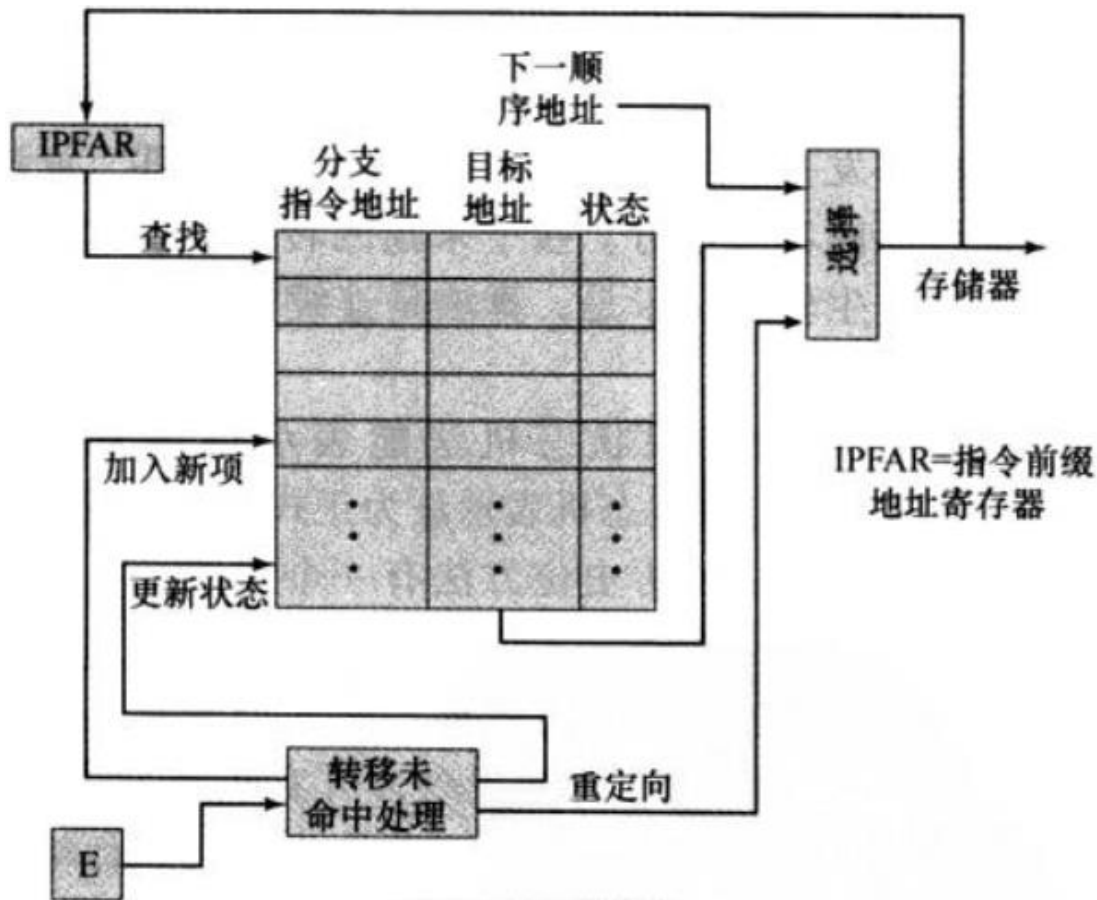 下一顺
序地址
IPFAR
分支
指令地址
目标
地址
状态
查找
选择
存储器
加入新项
IPFAR=指令前缀
地址寄存器
更新状态
转移未
命中处理
重定向
E